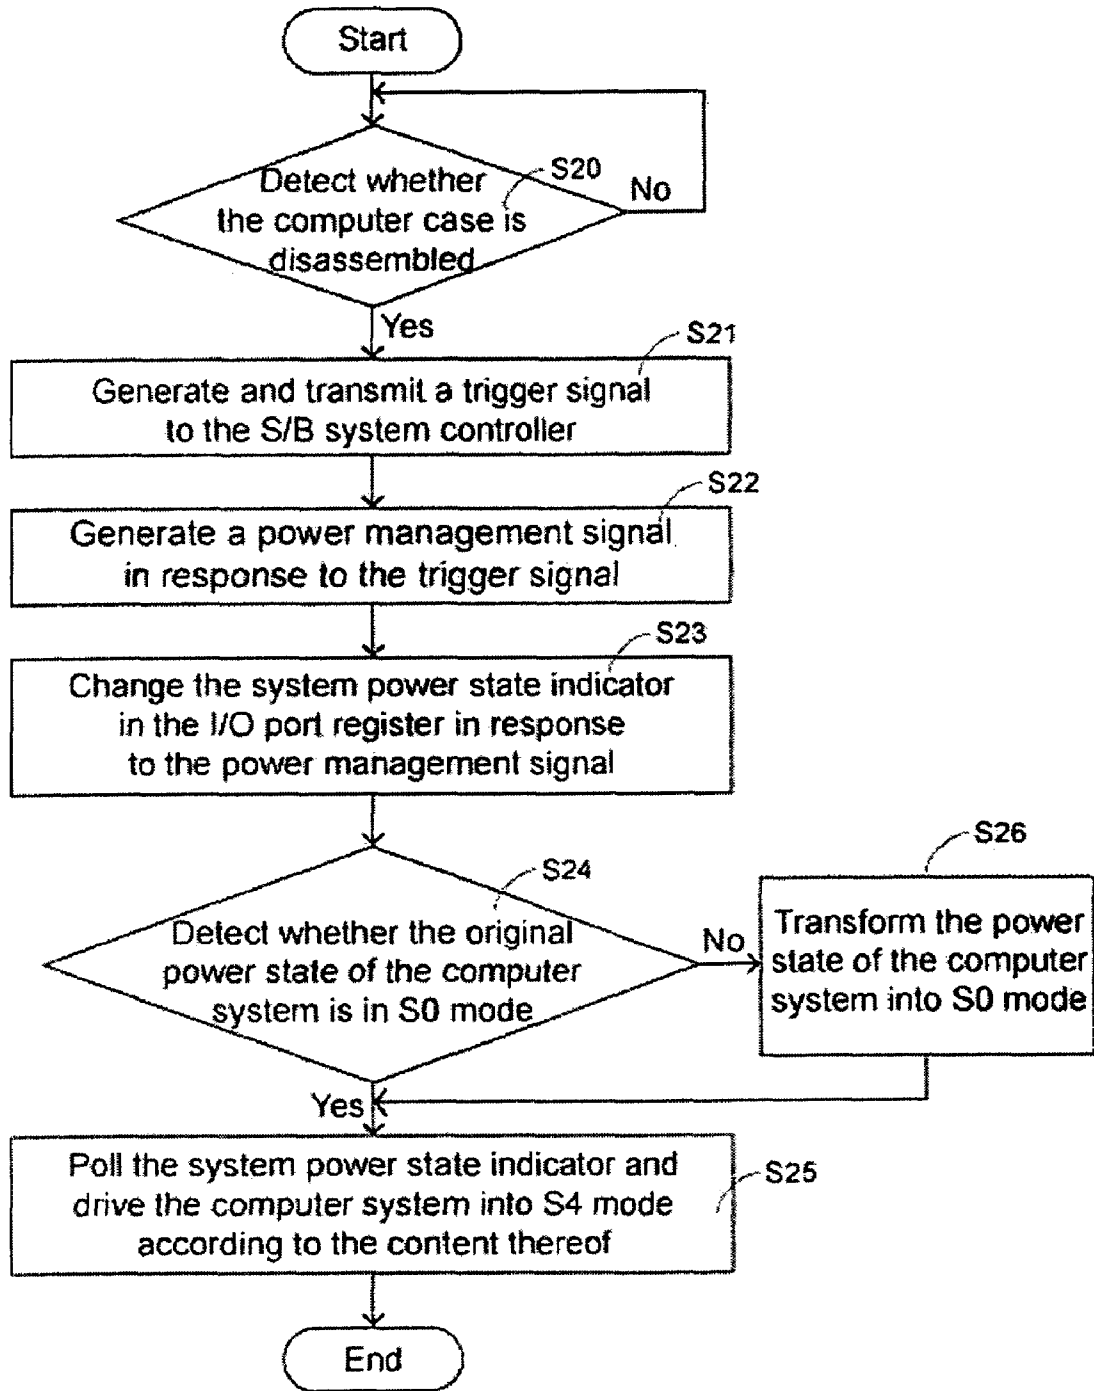 Start
Detect whether
the computer case is
disassembled
S20
No
Yes
S21
Generate and transmit a trigger signal
to the S/B system controller
S22
Generate a power management signal
in response to the trigger signal
S23
Change the system power state indicator
in the I/O port register in response
to the power management signal
S24
Detect whether the original
power state of the computer
system is in S0 mode
No
S26
Transform the power
state of the computer
system into S0 mode
Yes
Poll the system power state indicator and
drive the computer system into S4 mode
according to the content thereof
S25
End